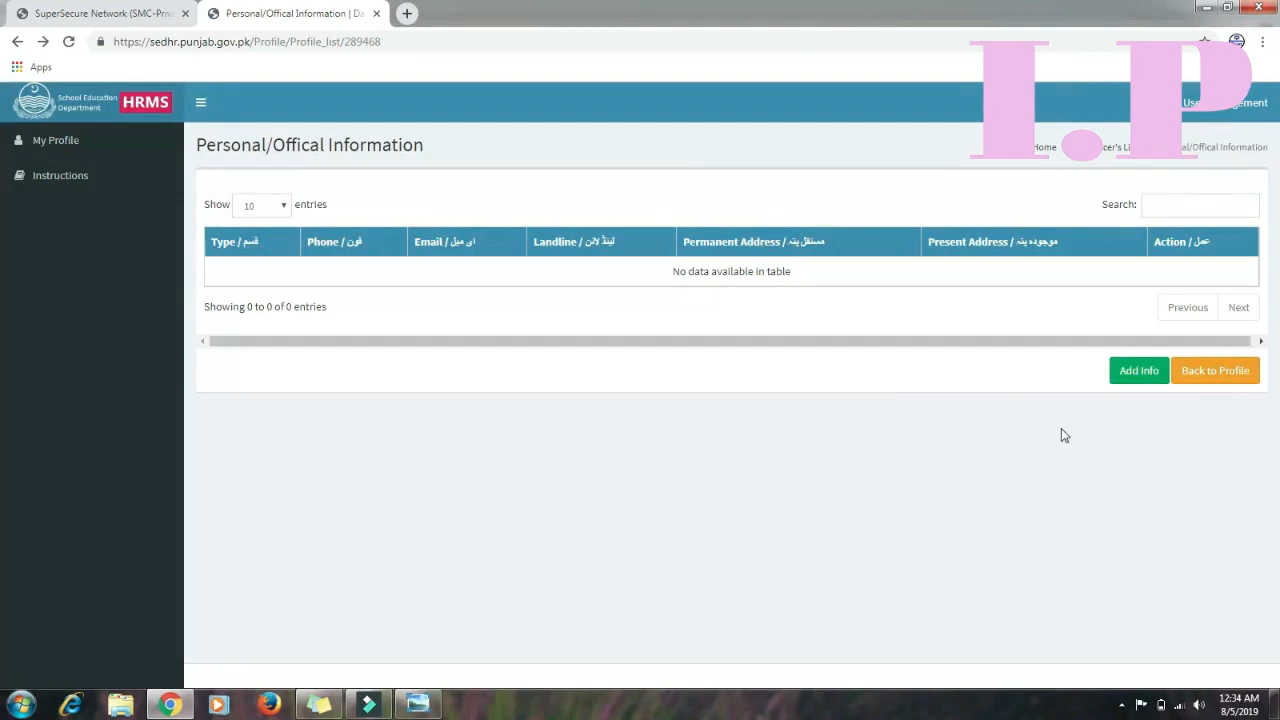 SuperSecure Network (SMC-Priv
Personal/Offical Information | Da
https://sedhr.punjab.gov.pk/Profile/Profile_list/289468
Apps
I.P
School Education
Department
HRMS
My Profile
Personal/Offical Information
Home
Offical Information
Instructions
Show 10 entries
Search:
Type / قسم
Phone / فون
Email / ای میل
Landline / لینڈ لائن
Permanent Address / مستقل پتہ
Present Address / موجودہ پتہ
Action / عمل
No data available in table
Showing 0 to 0 of 0 entries
Previous
Next
Add Info
Back to Profile
12:34 AM
8/5/2019